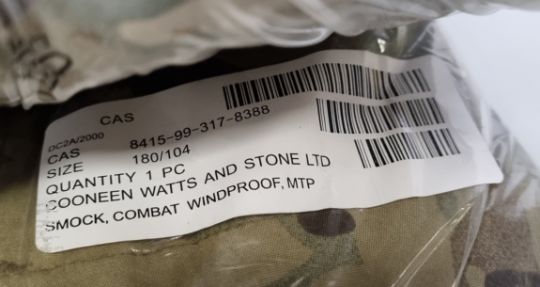 CAS
DC2A/2000
CAS 8415-99-317-8388
SIZE 180/104
QUANTITY 1 PC
COONEEN WATTS AND STONE LTD
SMOCK, COMBAT WINDPROOF, MTP